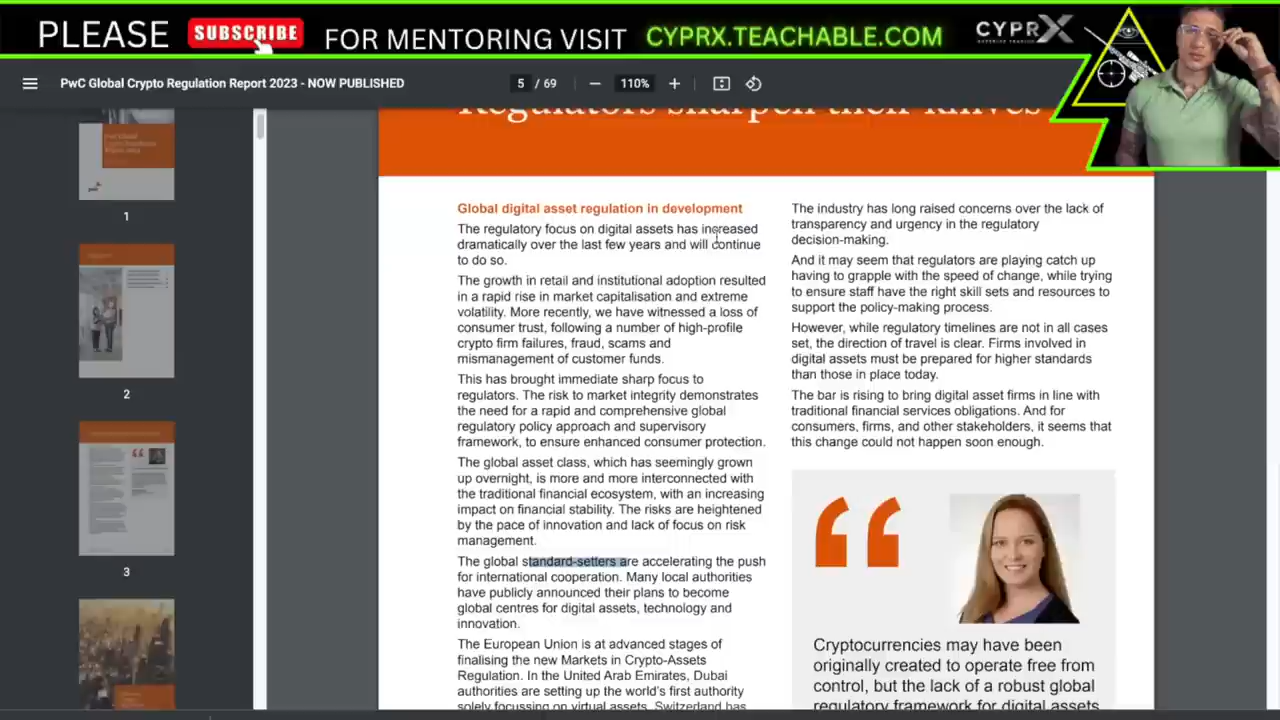 PLEASE SUBSCRIBE FOR MENTORING VISIT CYPRX.TEACHABLE.COM CYPRX
PwC Global Crypto Regulation Report 2023 - NOW PUBLISHED 5 / 69 110%
Regulators sharpen their knives
1
2
3
Global digital asset regulation in development
The regulatory focus on digital assets has increased
dramatically over the last few years and will continue
to do so.
The growth in retail and institutional adoption resulted
in a rapid rise in market capitalisation and extreme
volatility. More recently, we have witnessed a loss of
consumer trust, following a number of high-profile
crypto firm failures, fraud, scams and
mismanagement of customer funds.
This has brought immediate sharp focus to
regulators. The risk to market integrity demonstrates
the need for a rapid and comprehensive global
regulatory policy approach and supervisory
framework, to ensure enhanced consumer protection.
The global asset class, which has seemingly grown
up overnight, is more and more interconnected with
the traditional financial ecosystem, with an increasing
impact on financial stability. The risks are heightened
by the pace of innovation and lack of focus on risk
management.
The global standard-setters are accelerating the push
for international cooperation. Many local authorities
have publicly announced their plans to become
global centres for digital assets, technology and
innovation.
The European Union is at advanced stages of
finalising the new Markets in Crypto-Assets
Regulation. In the United Arab Emirates, Dubai
authorities are setting up the world's first authority
solely focussing on virtual assets. Switzerland has
The industry has long raised concerns over the lack of
transparency and urgency in the regulatory
decision-making.
And it may seem that regulators are playing catch up
having to grapple with the speed of change, while trying
to ensure staff have the right skill sets and resources to
support the policy-making process.
However, while regulatory timelines are not in all cases
set, the direction of travel is clear. Firms involved in
digital assets must be prepared for higher standards
than those in place today.
The bar is rising to bring digital asset firms in line with
traditional financial services obligations. And for
consumers, firms, and other stakeholders, it seems that
this change could not happen soon enough.
Cryptocurrencies may have been
originally created to operate free from
control, but the lack of a robust global
regulatory framework for digital assets